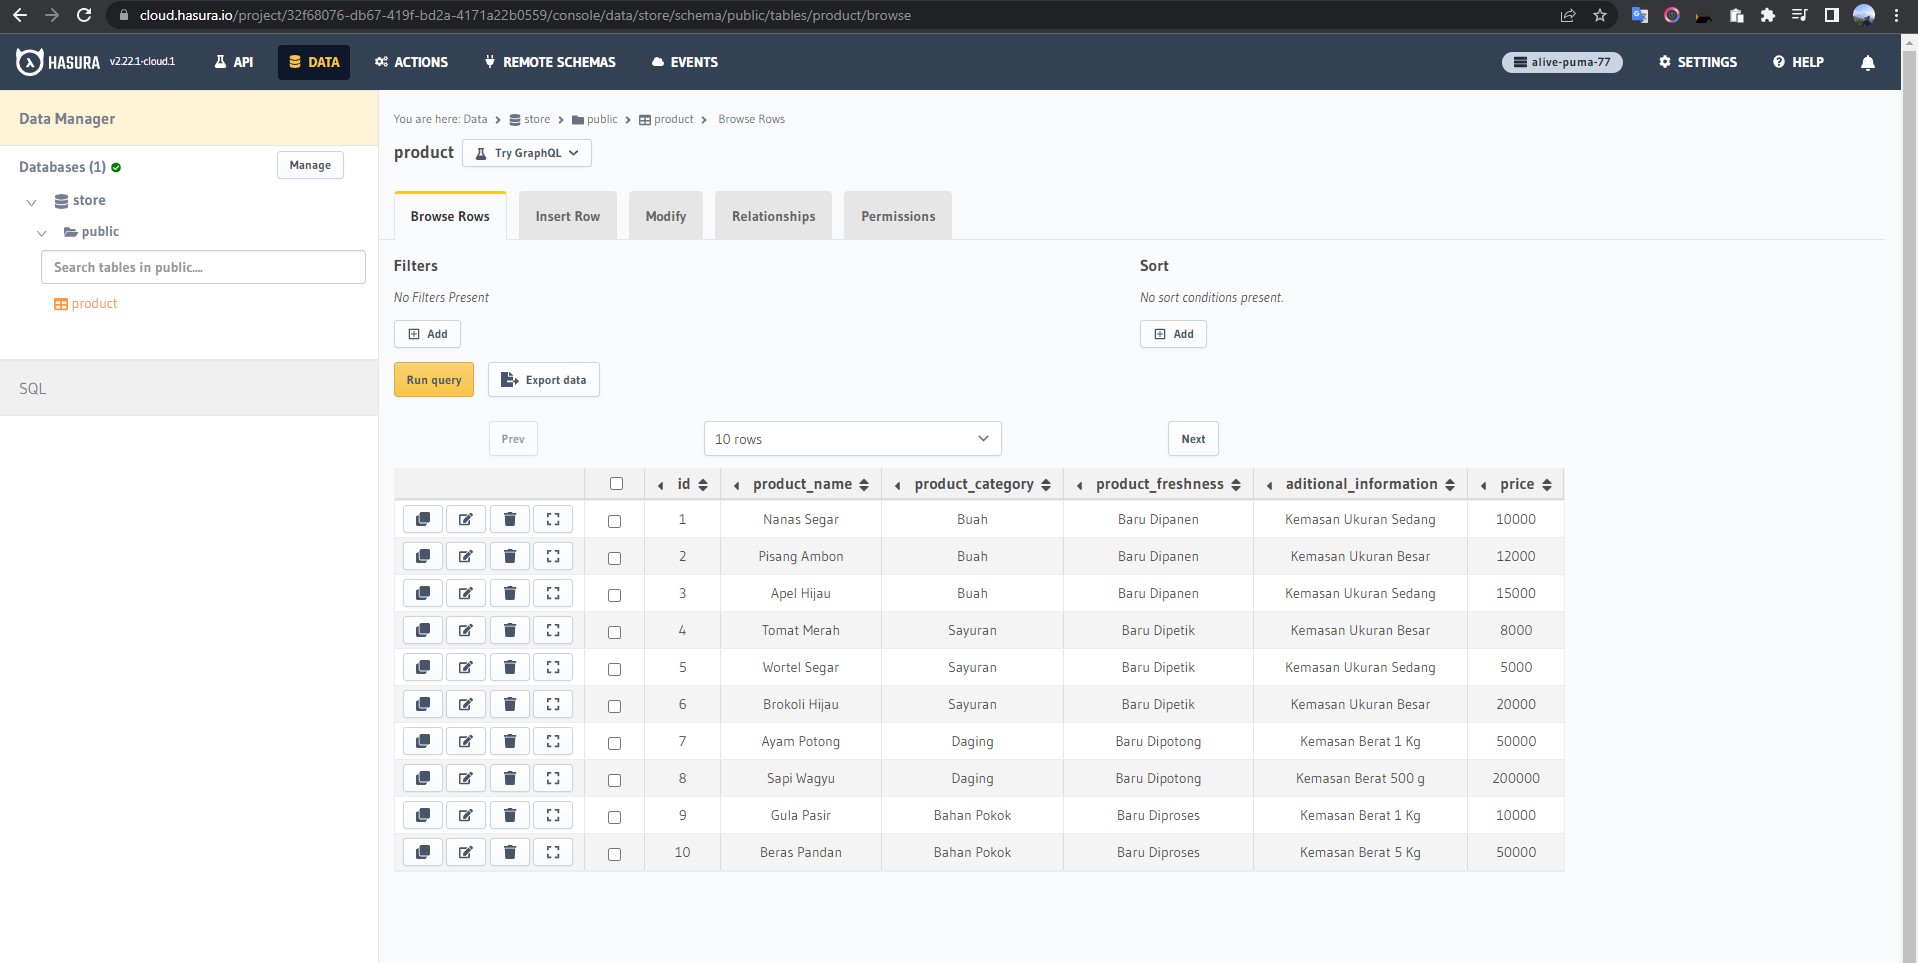 cloud.hasura.io/project/32f68076-db67-419f-bd2a-4171a22b0559/console/data/store/schema/public/tables/product/browse
HASURA v2.22.1-cloud.1 API DATA ACTIONS REMOTE SCHEMAS EVENTS alive-puma-77 SETTINGS HELP
Data Manager
Databases (1) Manage
store
public
Search tables in public....
product
SQL
You are here: Data > store > public > product > Browse Rows
product Try GraphQL
Browse Rows Insert Row Modify Relationships Permissions
Filters Sort
No Filters Present No sort conditions present.
Add Add
Run query Export data
Prev 10 rows Next
id product_name product_category product_freshness aditional_information price
1 Nanas Segar Buah Baru Dipanen Kemasan Ukuran Sedang 10000
2 Pisang Ambon Buah Baru Dipanen Kemasan Ukuran Besar 12000
3 Apel Hijau Buah Baru Dipanen Kemasan Ukuran Sedang 15000
4 Tomat Merah Sayuran Baru Dipetik Kemasan Ukuran Besar 8000
5 Wortel Segar Sayuran Baru Dipetik Kemasan Ukuran Sedang 5000
6 Brokoli Hijau Sayuran Baru Dipetik Kemasan Ukuran Besar 20000
7 Ayam Potong Daging Baru Dipotong Kemasan Berat 1 Kg 50000
8 Sapi Wagyu Daging Baru Dipotong Kemasan Berat 500 g 200000
9 Gula Pasir Bahan Pokok Baru Diproses Kemasan Berat 1 Kg 10000
10 Beras Pandan Bahan Pokok Baru Diproses Kemasan Berat 5 Kg 50000